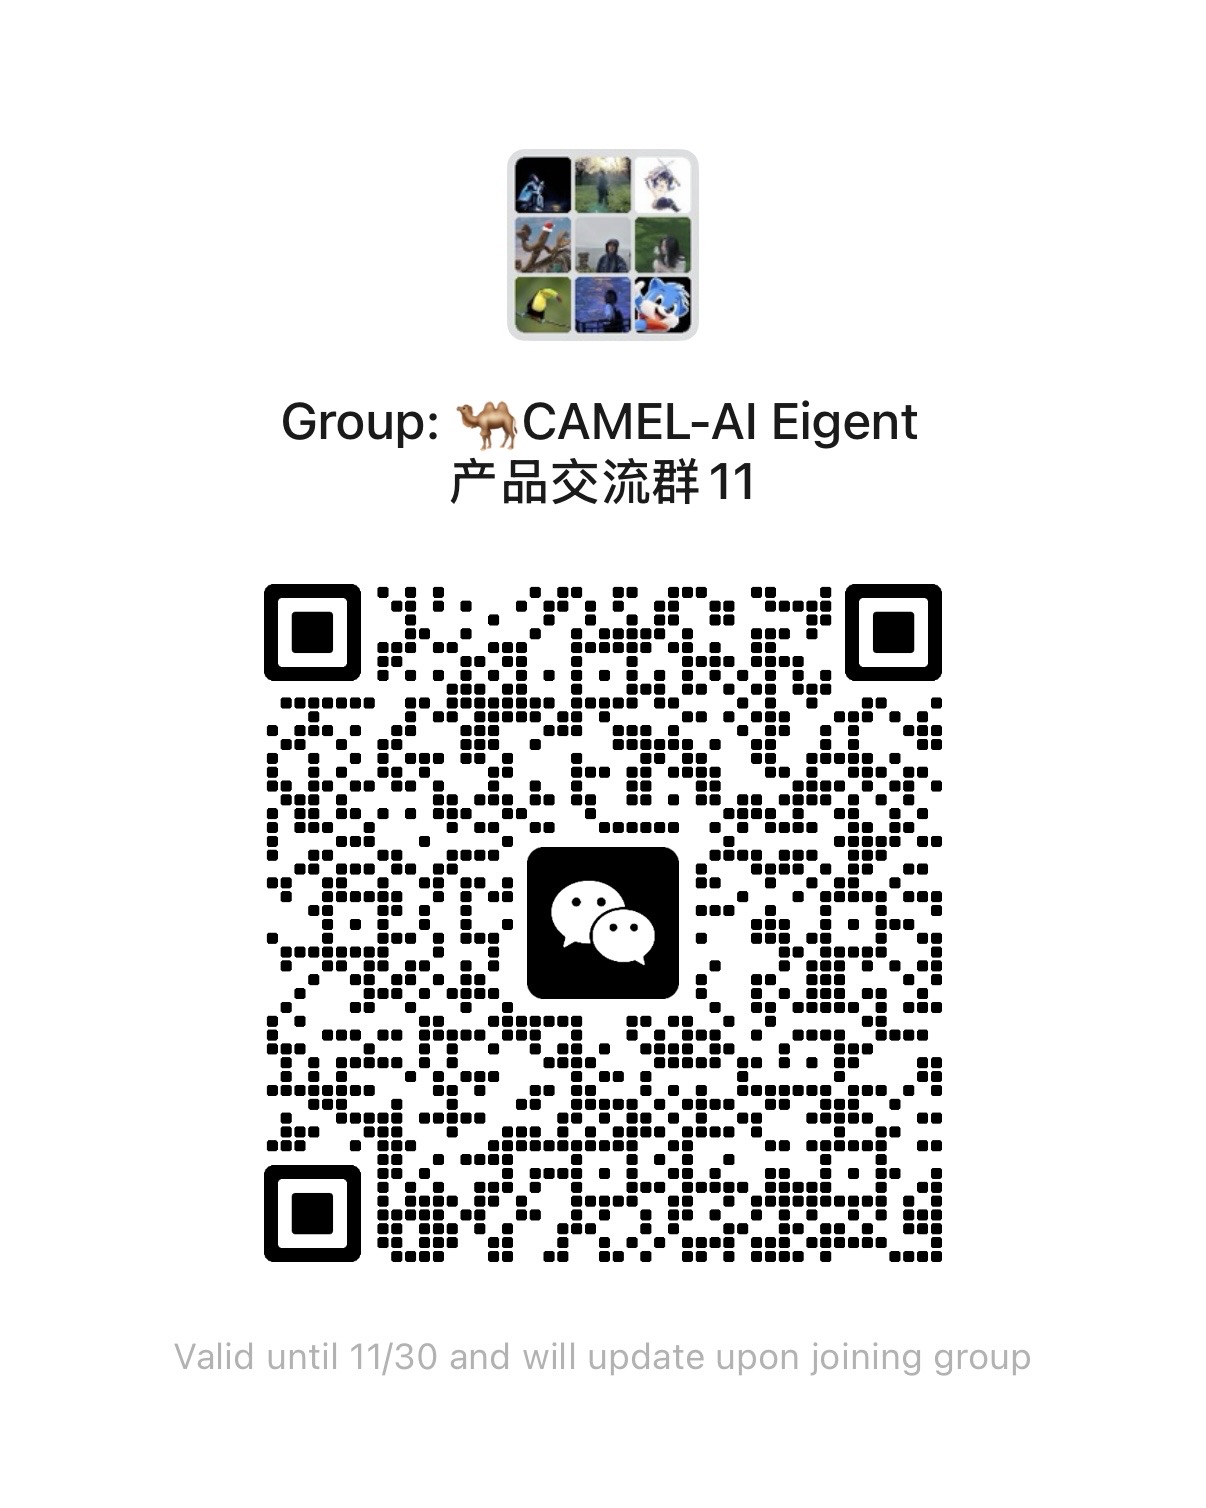 Group: 🐫CAMEL-AI Eigent
产品交流群11
Valid until 11/30 and will update upon joining group